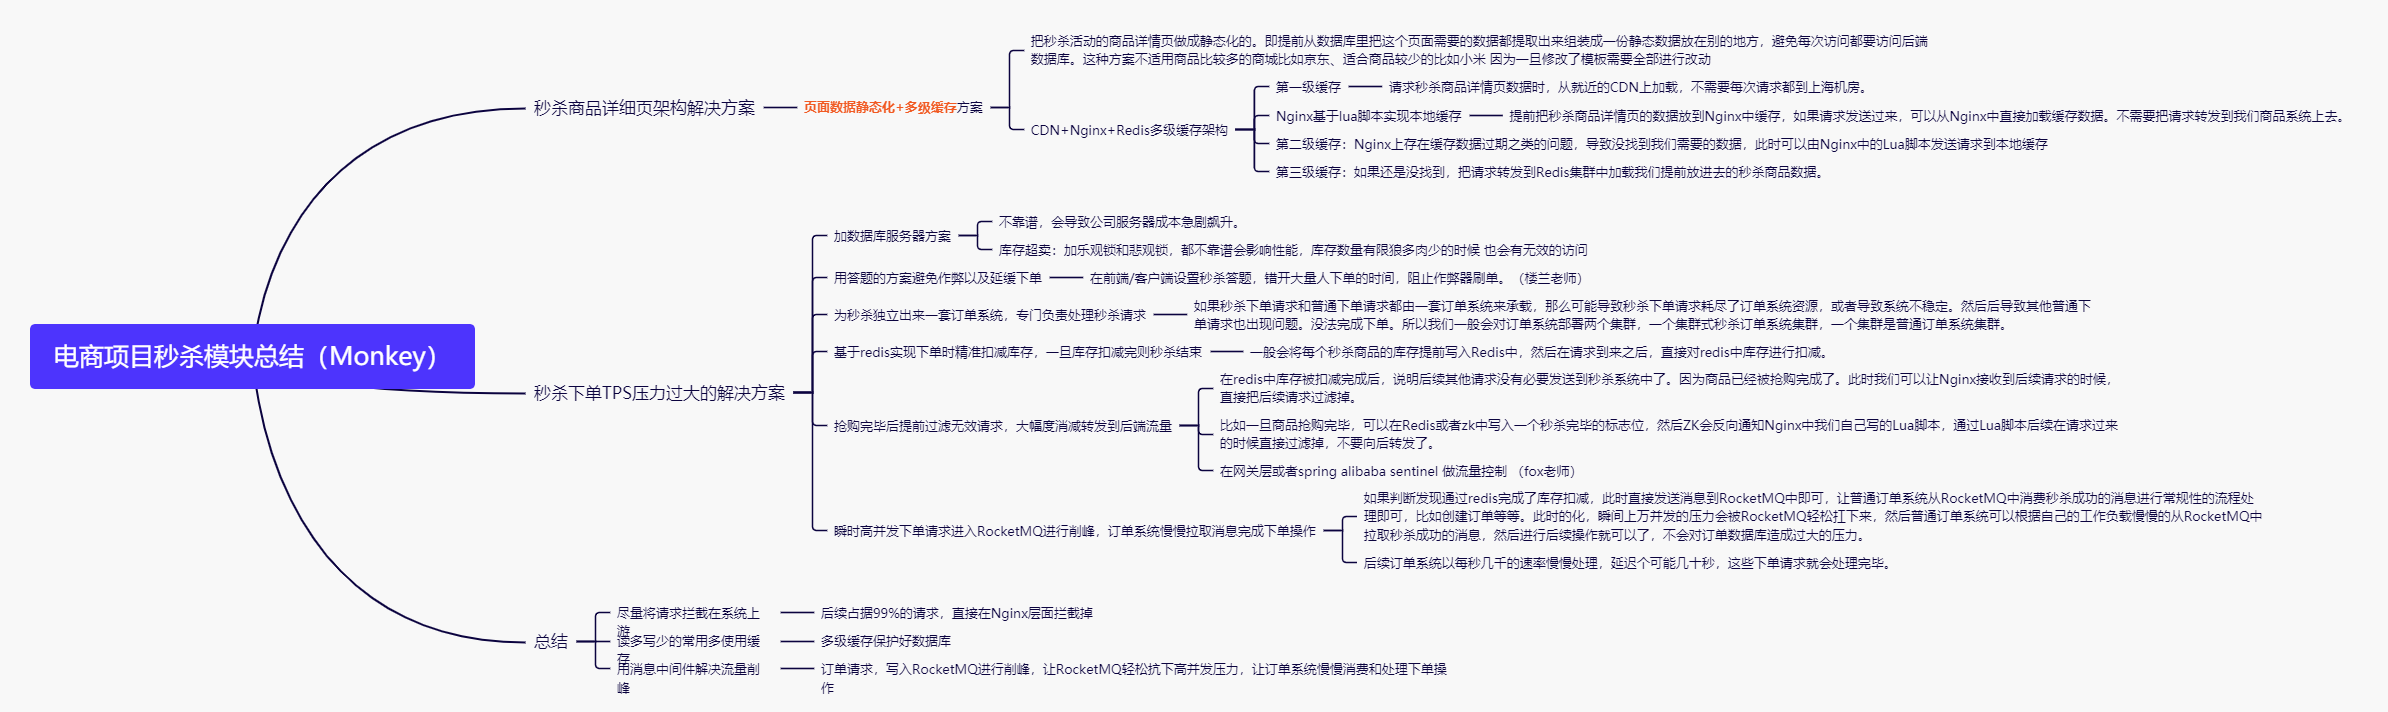 电商项目秒杀模块总结（Monkey）
秒杀商品详细页架构解决方案
页面数据静态化+多级缓存方案
把秒杀活动的商品详情页做成静态化的。即提前从数据库里把这个页面需要的数据都提取出来组装成一份静态数据放在别的地方，避免每次访问都要访问后端
数据库。这种方案不适用商品比较多的商城比如京东、适合商品较少的比如小米 因为一旦修改了模板需要全部进行改动
CDN+Nginx+Redis多级缓存架构
第一级缓存
请求秒杀商品详情页数据时，从就近的CDN上加载，不需要每次请求都到上海机房。
Nginx基于lua脚本实现本地缓存
提前把秒杀商品详情页的数据放到Nginx中缓存，如果请求发送过来，可以从Nginx中直接加载缓存数据。不需要把请求转发到我们商品系统上去。
第二级缓存：Nginx上存在缓存数据过期之类的问题，导致没找到我们需要的数据，此时可以由Nginx中的Lua脚本发送请求到本地缓存
第三级缓存：如果还是没找到，把请求转发到Redis集群中加载我们提前放进去的秒杀商品数据。
秒杀下单TPS压力过大的解决方案
加数据库服务器方案
不靠谱，会导致公司服务器成本急剧飙升。
库存超卖：加乐观锁和悲观锁，都不靠谱会影响性能，库存数量有限狼多肉少的时候 也会有无效的访问
用答题的方案避免作弊以及延缓下单
在前端/客户端设置秒杀答题，错开大量人下单的时间，阻止作弊器刷单。（楼兰老师）
为秒杀独立出来一套订单系统，专门负责处理秒杀请求
如果秒杀下单请求和普通下单请求都由一套订单系统来承载，那么可能导致秒杀下单请求耗尽了订单系统资源，或者导致系统不稳定。然后后导致其他普通下
单请求也出现问题。没法完成下单。所以我们一般会对订单系统部署两个集群，一个集群式秒杀订单系统集群，一个集群是普通订单系统集群。
基于redis实现下单时精准扣减库存，一旦库存扣减完则秒杀结束
一般会将每个秒杀商品的库存提前写入Redis中，然后在请求到来之后，直接对redis中库存进行扣减。
抢购完毕后提前过滤无效请求，大幅度消减转发到后端流量
在redis中库存被扣减完成后，说明后续其他请求没有必要发送到秒杀系统中了。因为商品已经被抢购完成了。此时我们可以让Nginx接收到后续请求的时候，
直接把后续请求过滤掉。
比如一旦商品抢购完毕，可以在Redis或者zk中写入一个秒杀完毕的标志位，然后ZK会反向通知Nginx中我们自己写的Lua脚本，通过Lua脚本后续在请求过来
的时候直接过滤掉，不要向后转发了。
在网关层或者spring alibaba sentinel 做流量控制 （fox老师）
瞬时高并发下单请求进入RocketMQ进行削峰，订单系统慢慢拉取消息完成下单操作
如果判断发现通过redis完成了库存扣减，此时直接发送消息到RocketMQ中即可，让普通订单系统从RocketMQ中消费秒杀成功的消息进行常规性的流程处
理即可，比如创建订单等等。此时的化，瞬间上万并发的压力会被RocketMQ轻松扛下来，然后普通订单系统可以根据自己的工作负载慢慢的从RocketMQ中
拉取秒杀成功的消息，然后进行后续操作就可以了，不会对订单数据库造成过大的压力。
后续订单系统以每秒几千的速率慢慢处理，延迟个可能几十秒，这些下单请求就会处理完毕。
总结
尽量将请求拦截在系统上
游
后续占据99%的请求，直接在Nginx层面拦截掉
读多写少的常用多使用缓
存
多级缓存保护好数据库
用消息中间件解决流量削
峰
订单请求，写入RocketMQ进行削峰，让RocketMQ轻松抗下高并发压力，让订单系统慢慢消费和处理下单操
作